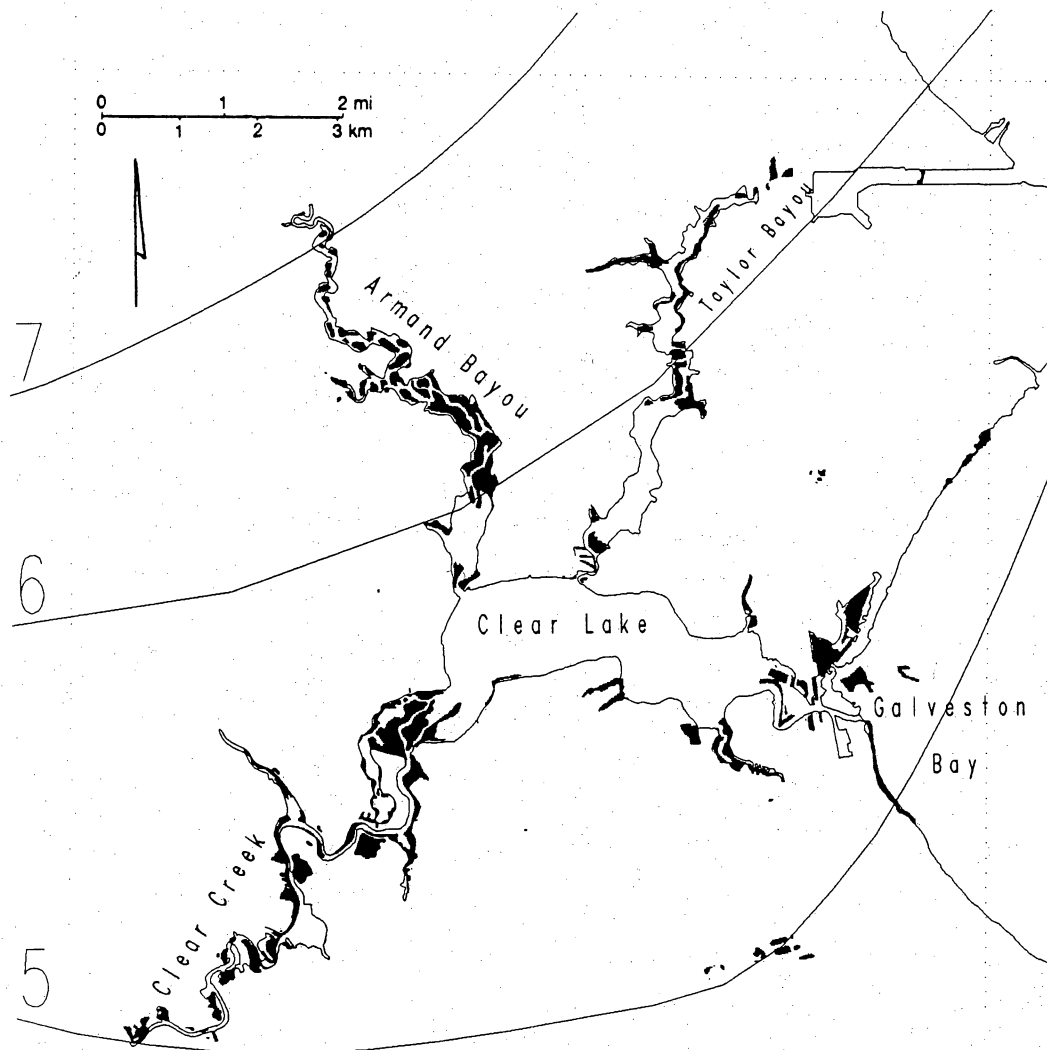 0 1 2 mi
0 1 2 3 km
Taylor Bayou
Armand Bayou
7
6
Clear Lake
Galveston
Bay
Clear Creek
5